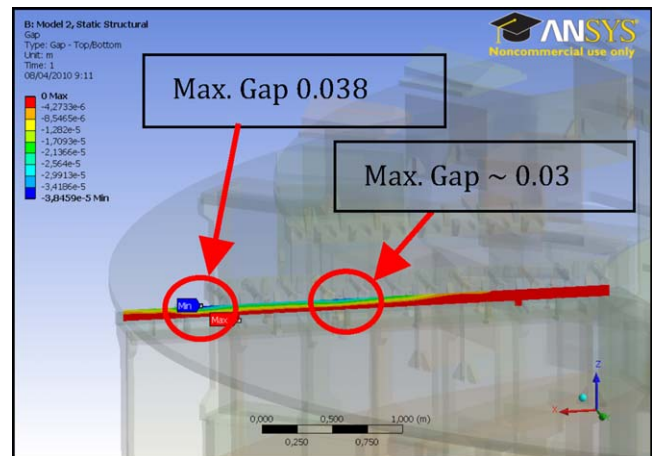 B: Model 2, Static Structural
Gap
Type: Gap - Top/Bottom
Unit: m
Time: 1
08/04/2010 9:11
0 Max
-4,2733e-6
-8,5465e-6
-1,282e-5
-1,7093e-5
-2,1366e-5
-2,564e-5
-2,9913e-5
-3,4186e-5
-3,8459e-5 Min
ANSYS
Noncommercial use only
Max. Gap 0.038
Max. Gap ~ 0.03
Min
Max
0,000 0,500 1,000 (m)
0,250 0,750
Z
X